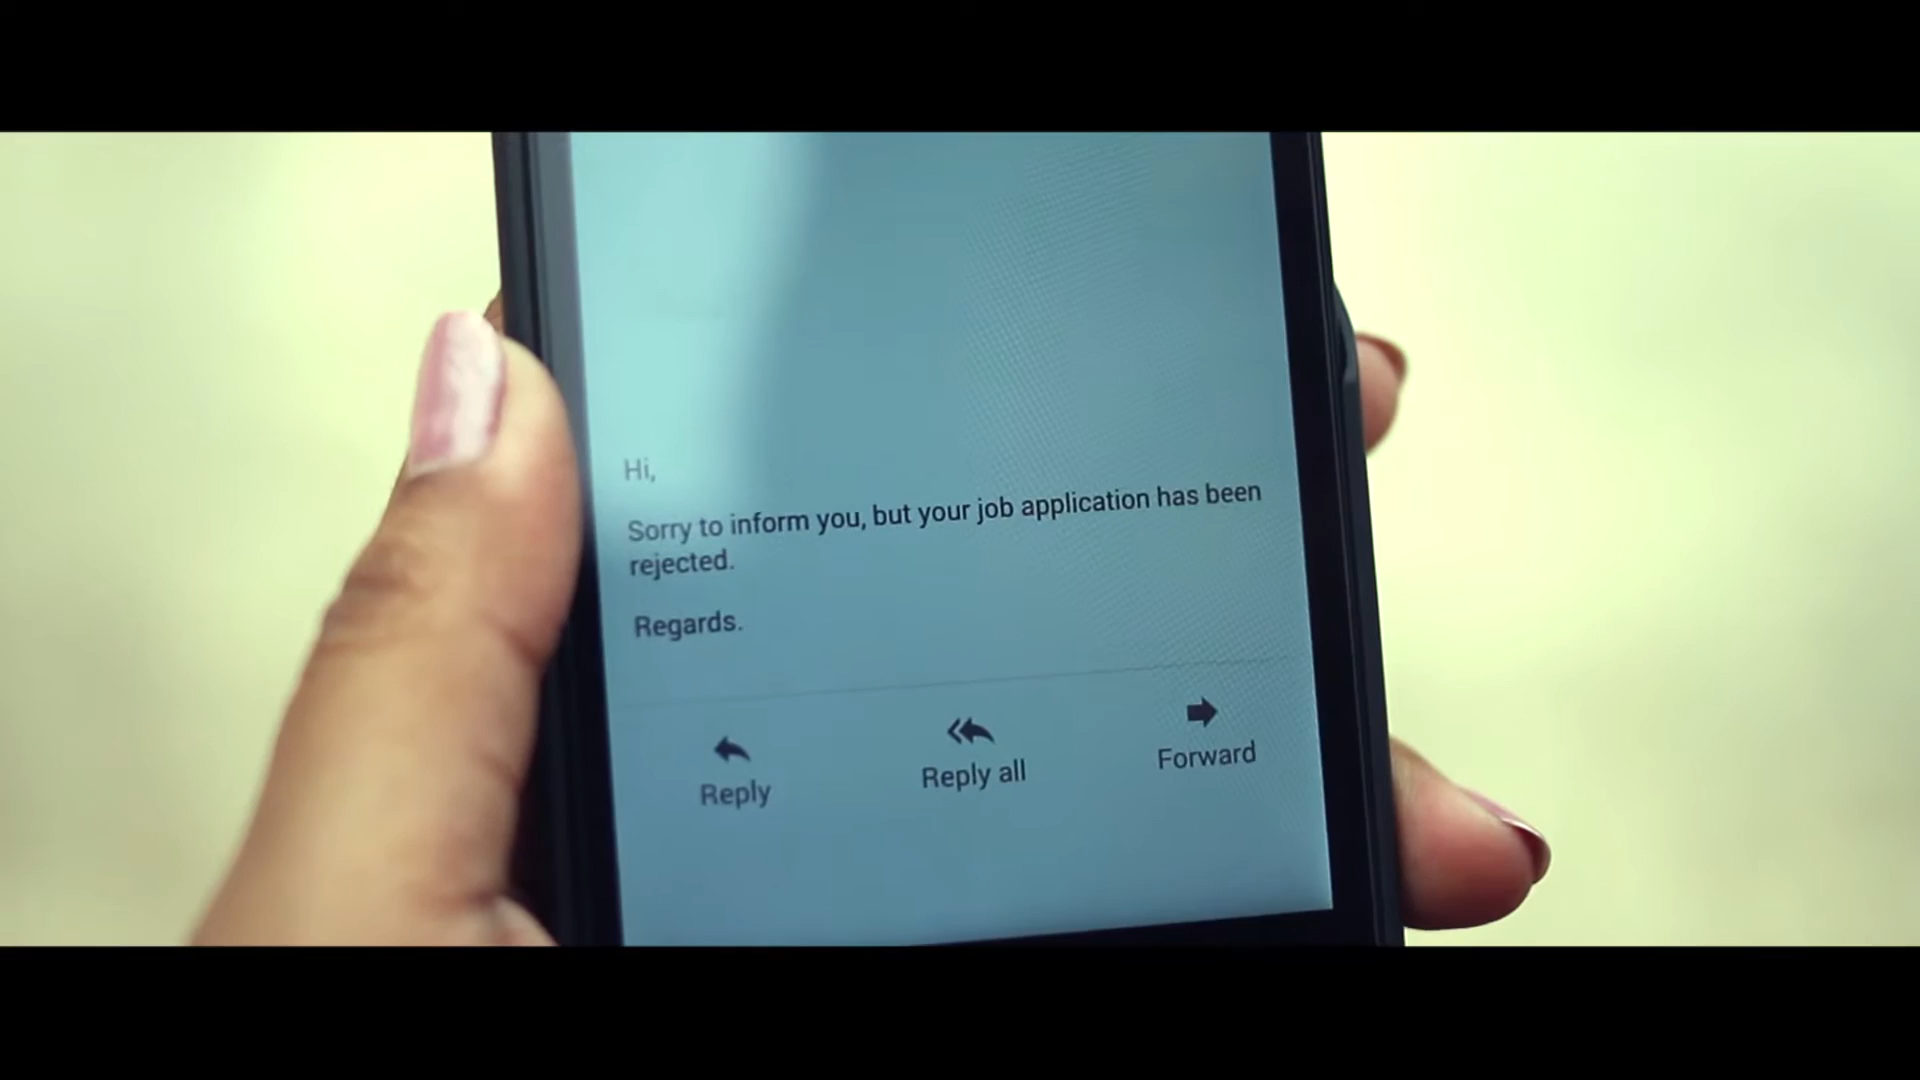 Hi,
Sorry to inform you, but your job application has been
rejected.
Regards.
Reply
Reply all
Forward